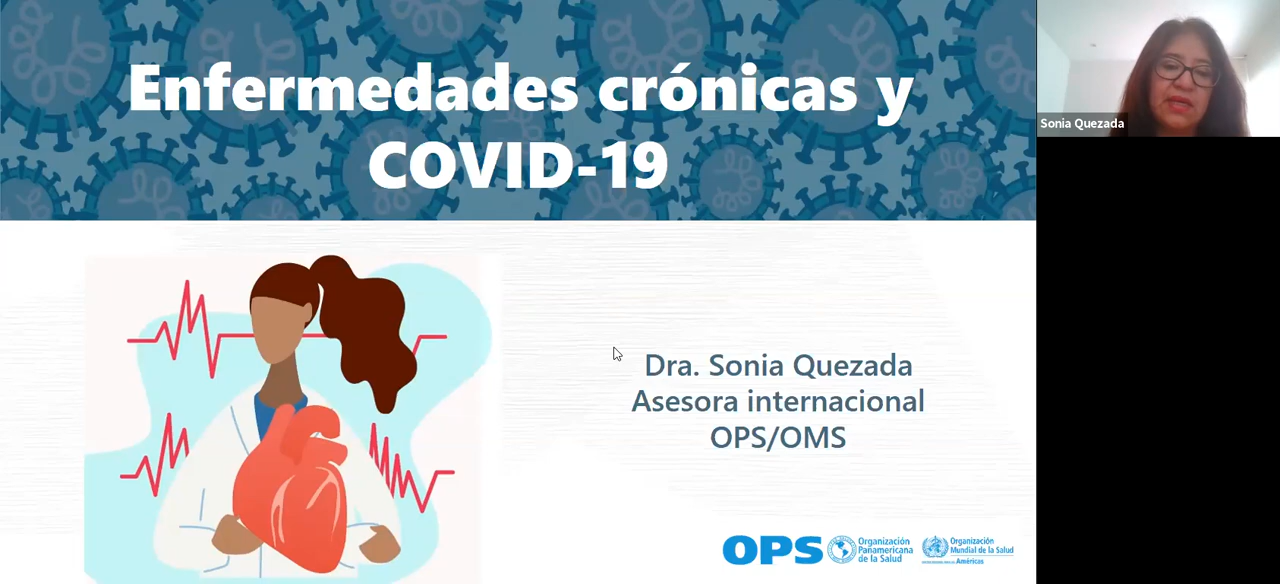 Enfermedades crónicas y
COVID-19
Sonia Quezada
Dra. Sonia Quezada
Asesora internacional
OPS/OMS
OPS
Organización
Panamericana
de la Salud
Organización
Mundial de la Salud
Américas